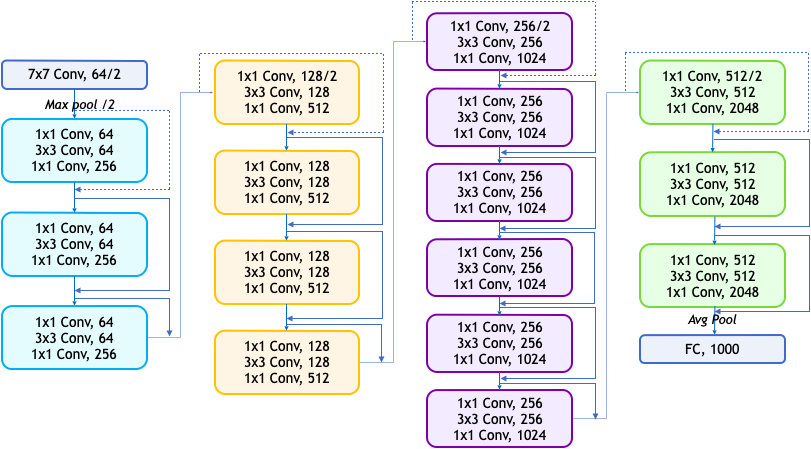 7x7 Conv, 64/2
Max pool /2
1x1 Conv, 64
3x3 Conv, 64
1x1 Conv, 256
1x1 Conv, 64
3x3 Conv, 64
1x1 Conv, 256
1x1 Conv, 64
3x3 Conv, 64
1x1 Conv, 256
1x1 Conv, 128/2
3x3 Conv, 128
1x1 Conv, 512
1x1 Conv, 128
3x3 Conv, 128
1x1 Conv, 512
1x1 Conv, 128
3x3 Conv, 128
1x1 Conv, 512
1x1 Conv, 128
3x3 Conv, 128
1x1 Conv, 512
1x1 Conv, 256/2
3x3 Conv, 256
1x1 Conv, 1024
1x1 Conv, 256
3x3 Conv, 256
1x1 Conv, 1024
1x1 Conv, 256
3x3 Conv, 256
1x1 Conv, 1024
1x1 Conv, 256
3x3 Conv, 256
1x1 Conv, 1024
1x1 Conv, 256
3x3 Conv, 256
1x1 Conv, 1024
1x1 Conv, 256
3x3 Conv, 256
1x1 Conv, 1024
1x1 Conv, 512/2
3x3 Conv, 512
1x1 Conv, 2048
1x1 Conv, 512
3x3 Conv, 512
1x1 Conv, 2048
1x1 Conv, 512
3x3 Conv, 512
1x1 Conv, 2048
Avg Pool
FC, 1000